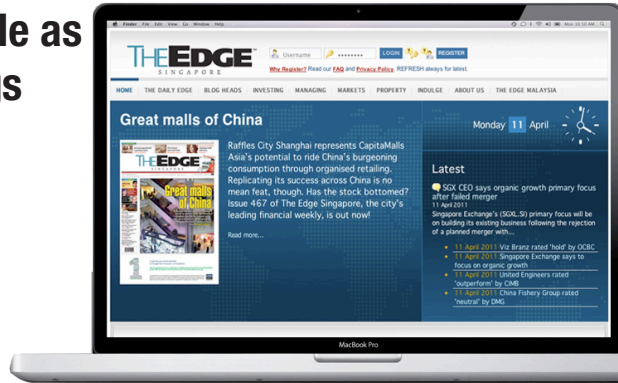 le as
gs
Finder File Edit View Go Window Help
Mon 10:50 AM
THEEDGE
SINGAPORE
Username
LOGIN
REGISTER
Why Register? Read our FAQ and Privacy Policy. REFRESH always for latest.
HOME THE DAILY EDGE BLOG HEADS INVESTING MANAGING MARKETS PROPERTY INDULGE ABOUT US THE EDGE MALAYSIA
Great malls of China
THEEDGE
SINGAPORE
Great malls
of China
Raffles City Shanghai represents CapitaMalls
Asia's potential to ride China's burgeoning
consumption through organised retailing.
Replicating its success across China is no
mean feat, though. Has the stock bottomed?
Issue 467 of The Edge Singapore, the city's
leading financial weekly, is out now!
Read more...
Monday 11 April
Latest
SGX CEO says organic growth primary focus
after failed merger
11 April 2011
Singapore Exchange's (SGXL.SI) primary focus will be
on building its existing business following the rejection
of a planned merger with...
11 April 2011 Viz Branz rated 'hold' by OCBC
11 April 2011 Singapore Exchange says to
focus on organic growth
11 April 2011 United Engineers rated
'outperform' by CIMB
11 April 2011 China Fishery Group rated
'neutral' by DMG
MacBook Pro